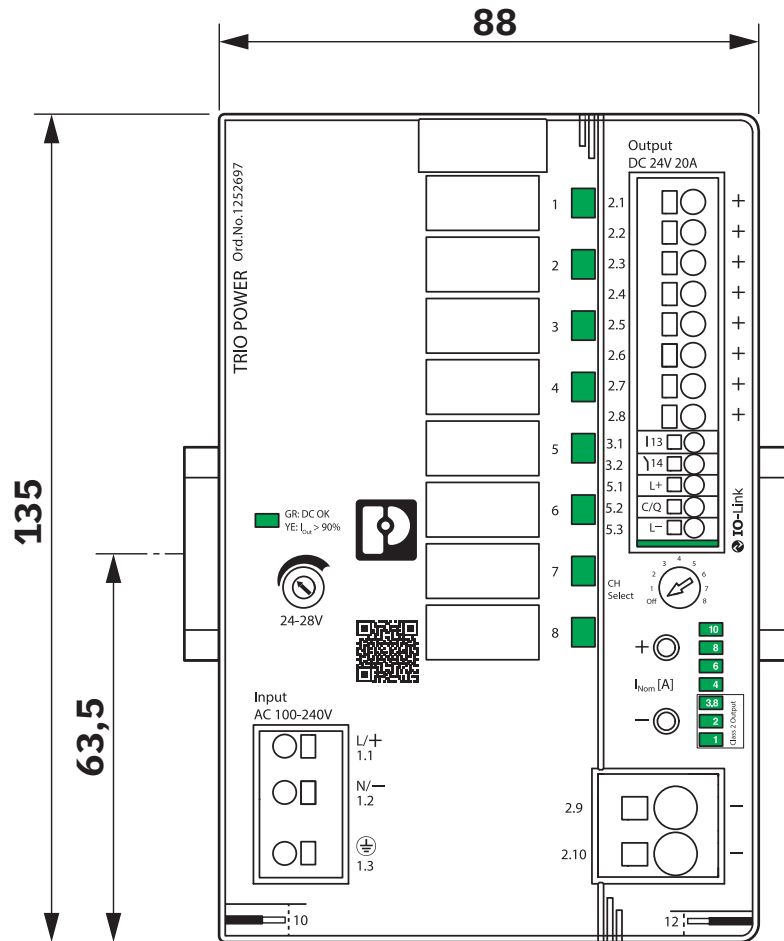 88
135
63,5
TRIO POWER Ord.No.1252697
Output
DC 24V 20A
1 2.1 +
2.2 +
2 2.3 +
2.4 +
3 2.5 +
2.6 +
4 2.7 +
2.8 +
5 3.1 13
3.2 14
5.1 L+
6 5.2 C/Q
5.3 L−
IO-Link
GR: DC OK
YE: IOut > 90%
24-28V
7
8
CH
Select
Off 1 2 3 4 5 6 7 8
+
INom [A]
−
10
8
6
4
3,8
2
1
Class 2 Output
Input
AC 100-240V
L/+
1.1
N/−
1.2
1.3
2.9 −
2.10 −
10
12